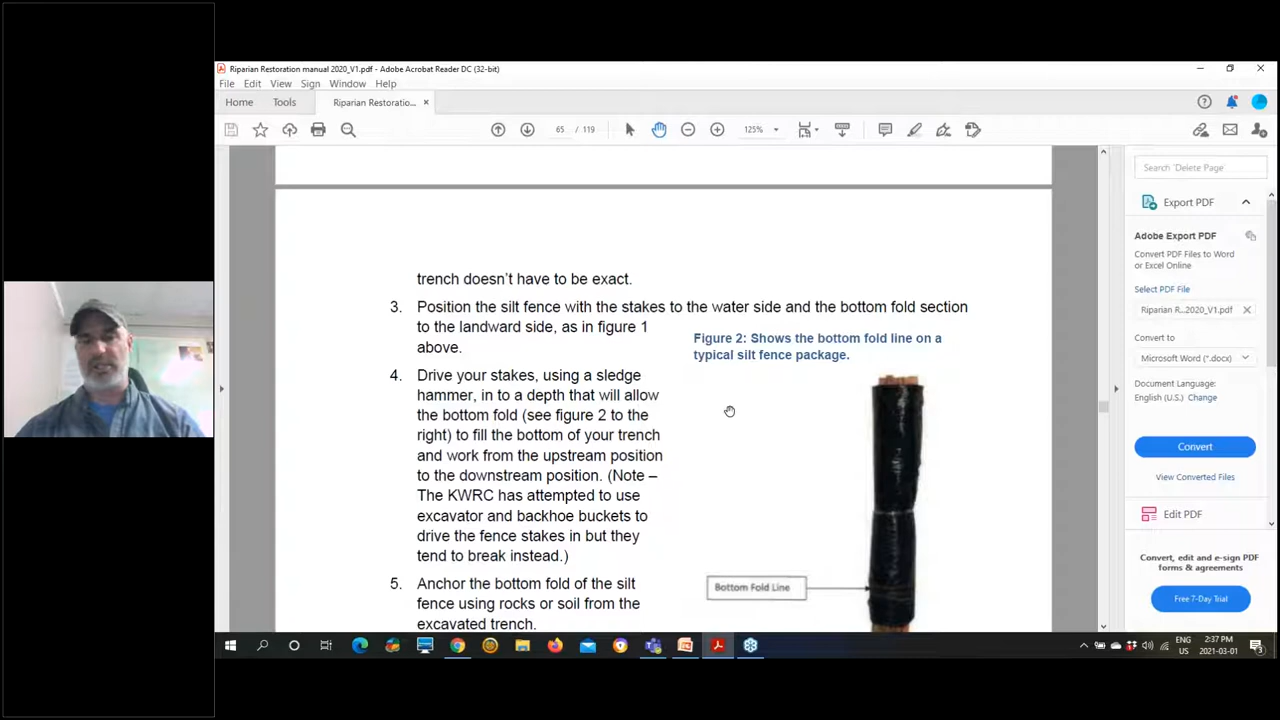 Riparian Restoration manual 2020_V1.pdf - Adobe Acrobat Reader DC (32-bit)
File Edit View Sign Window Help
Home Tools Riparian Restoratio... ×
65 / 119 125%
Search 'Delete Page'
Export PDF
Adobe Export PDF
Convert PDF Files to Word
or Excel Online
Select PDF File
Riparian R...2020_V1.pdf
Convert to
Microsoft Word (*.docx)
Document Language:
English (U.S.) Change
Convert
View Converted Files
Edit PDF
Convert, edit and e-sign PDF
forms & agreements
Free 7-Day Trial
trench doesn't have to be exact.
3. Position the silt fence with the stakes to the water side and the bottom fold section
to the landward side, as in figure 1
above.
4. Drive your stakes, using a sledge
hammer, in to a depth that will allow
the bottom fold (see figure 2 to the
right) to fill the bottom of your trench
and work from the upstream position
to the downstream position. (Note –
The KWRC has attempted to use
excavator and backhoe buckets to
drive the fence stakes in but they
tend to break instead.)
5. Anchor the bottom fold of the silt
fence using rocks or soil from the
excavated trench.
Figure 2: Shows the bottom fold line on a
typical silt fence package.
Bottom Fold Line
ENG
US
2:37 PM
2021-03-01
3